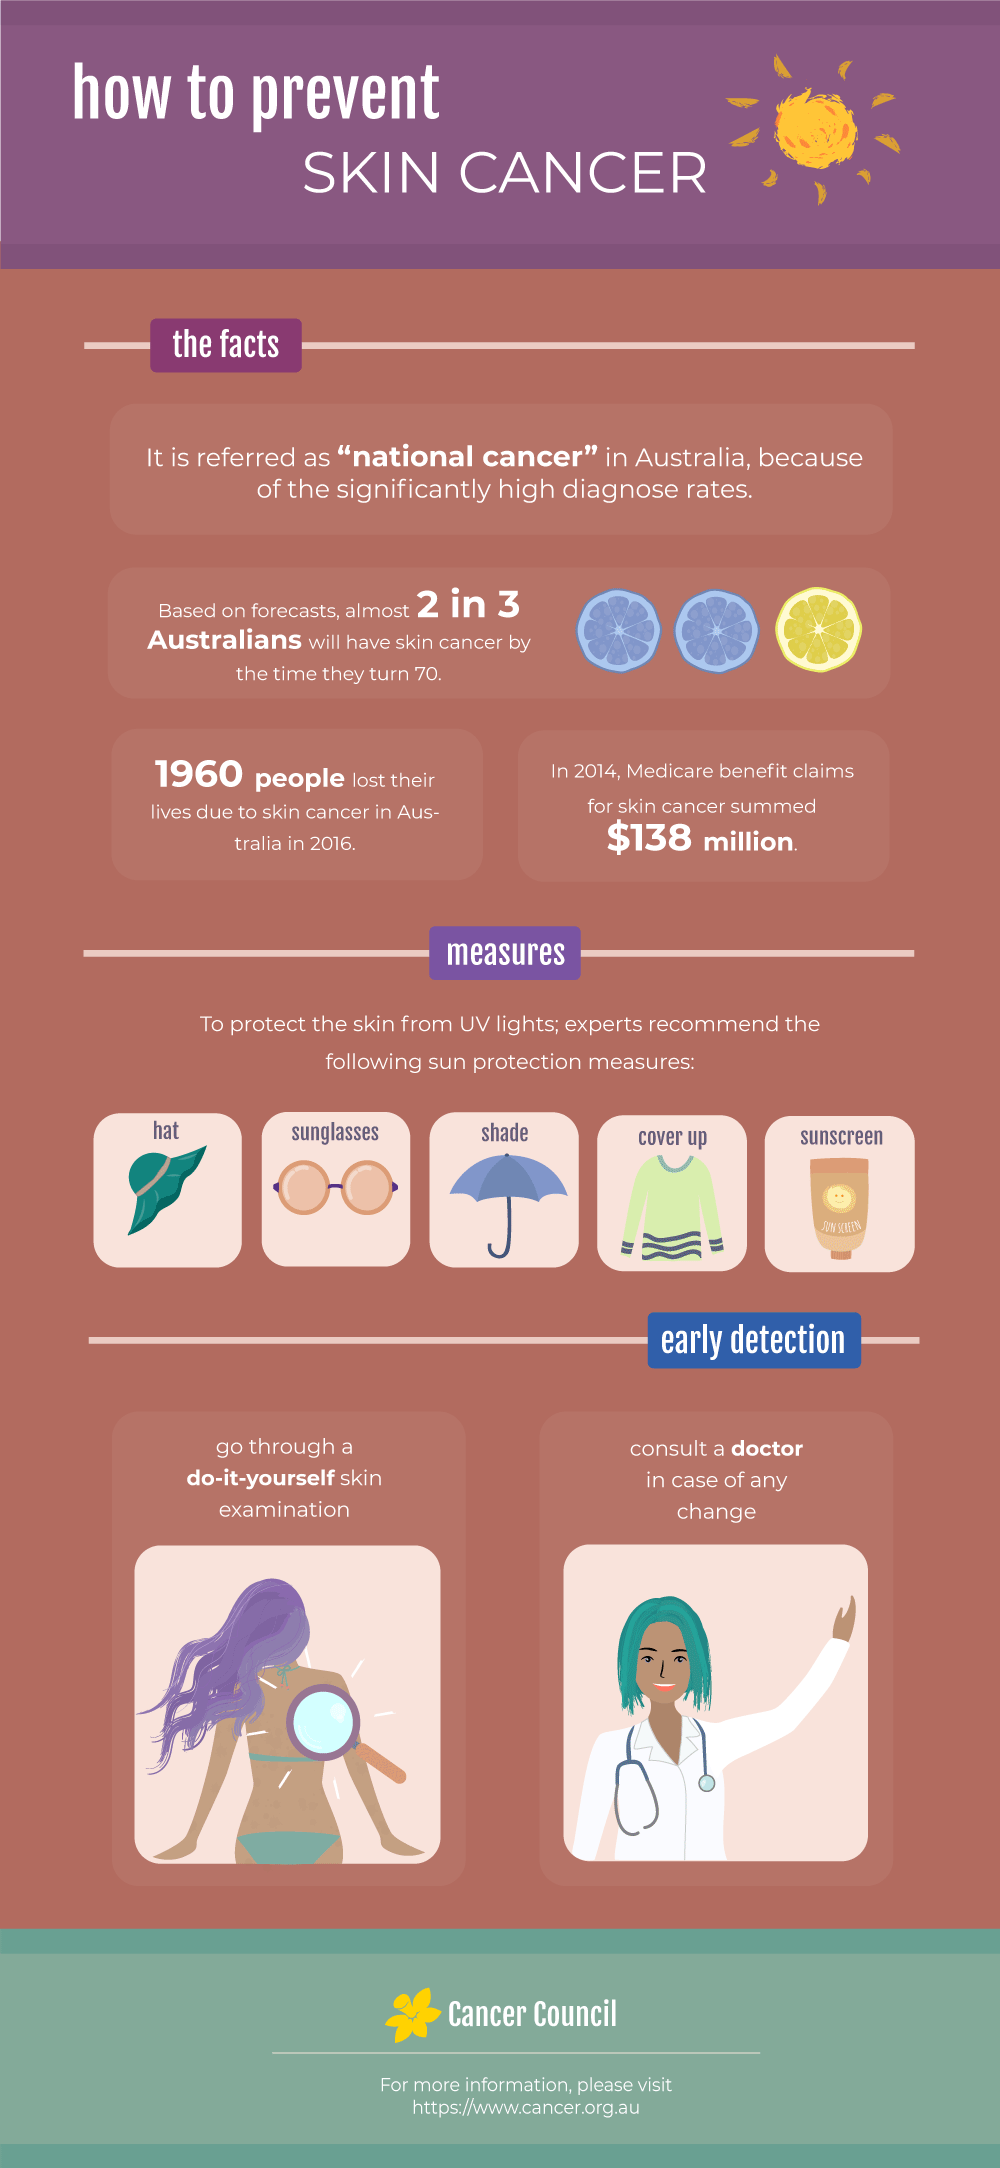 how to prevent
SKIN CANCER
the facts
It is referred as “national cancer” in Australia, because
of the significantly high diagnose rates.
Based on forecasts, almost 2 in 3
Australians will have skin cancer by
the time they turn 70.
1960 people lost their
lives due to skin cancer in Aus-
tralia in 2016.
In 2014, Medicare benefit claims
for skin cancer summed
$138 million.
measures
To protect the skin from UV lights; experts recommend the
following sun protection measures:
hat
sunglasses
shade
cover up
sunscreen
SUN SCREEN
early detection
go through a
do-it-yourself skin
examination
consult a doctor
in case of any
change
Cancer Council
For more information, please visit
https://www.cancer.org.au